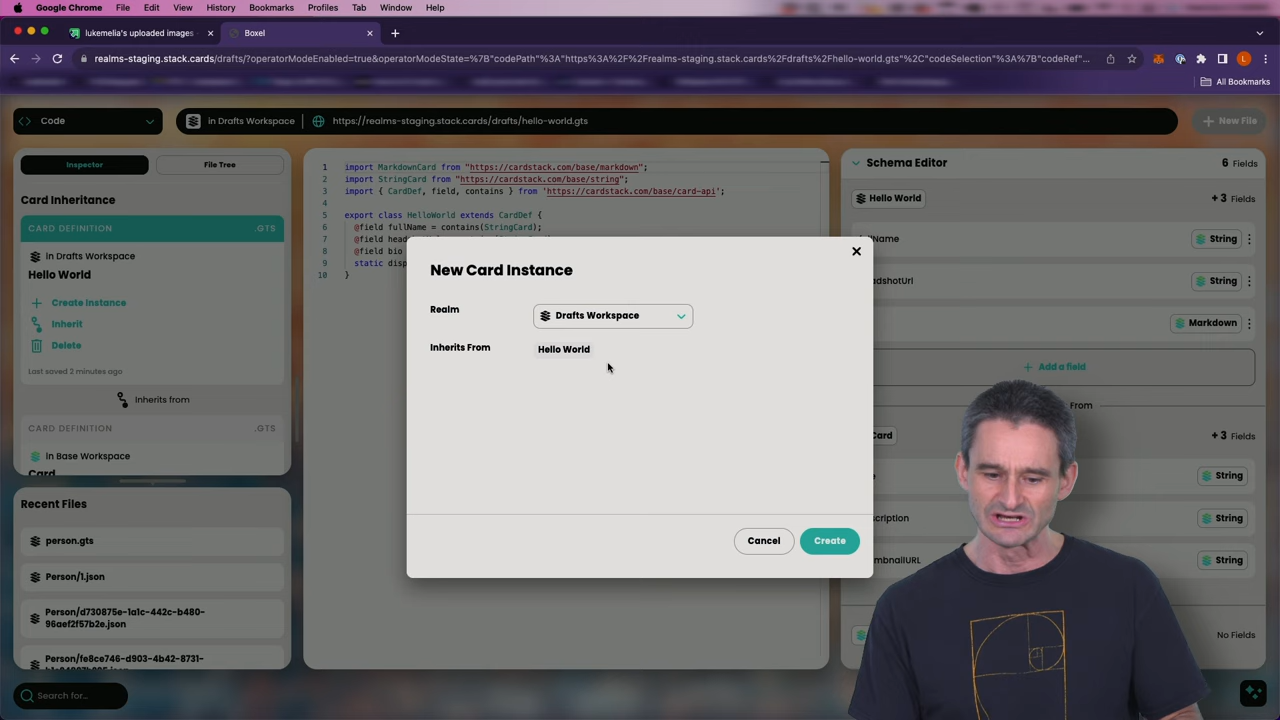 Google Chrome File Edit View History Bookmarks Profiles Tab Window Help
lukemelia's uploaded images
Boxel
realms-staging.stack.cards/drafts/?operatorModeEnabled=true&operatorModeState=%7B"codePath"%3A"https%3A%2F%2Frealms-staging.stack.cards%2Fdrafts%2Fhello-world.gts"%2C"codeSelection"%3A%7B"codeRef"...
L
All Bookmarks
Code
in Drafts Workspace
https://realms-staging.stack.cards/drafts/hello-world.gts
+ New File
Inspector
File Tree
Card Inheritance
CARD DEFINITION .GTS
in Drafts Workspace
Hello World
Create Instance
Inherit
Delete
Last saved 2 minutes ago
Inherits from
CARD DEFINITION .GTS
in Base Workspace
Card
Recent Files
person.gts
Person/1.json
Person/d730875e-1a1c-442c-b480-
96aef2f57b2e.json
Person/fe8ce746-d903-4b42-8731-
Search for...
1 import MarkdownCard from "https://cardstack.com/base/markdown";
2 import StringCard from "https://cardstack.com/base/string";
3 import { CardDef, field, contains } from 'https://cardstack.com/base/card-api';
4
5 export class HelloWorld extends CardDef {
6 @field fullName = contains(StringCard);
7 @field
8 @field bio
9 static
10 }
New Card Instance
Realm
Drafts Workspace
Inherits From
Hello World
Cancel
Create
Schema Editor
6 Fields
Hello World
+ 3 Fields
Name
String
adshotUrl
String
Markdown
+ Add a field
From
Card
+ 3 Fields
String
cription
String
mbnailURL
String
No Fields